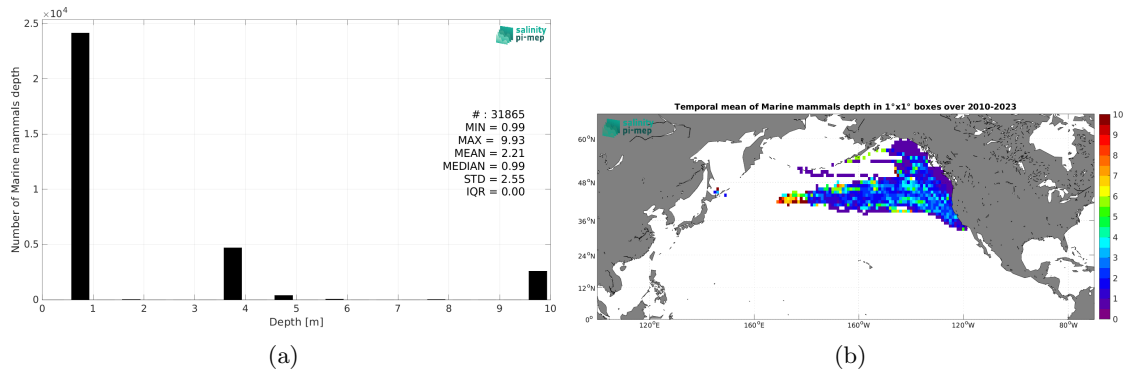 ×10⁴
2.5
2
1.5
1
0.5
0
Number of Marine mammals depth
salinity
pi-mep
# : 31865
MIN = 0.99
MAX = 9.93
MEAN = 2.21
MEDIAN = 0.99
STD = 2.55
IQR = 0.00
0 1 2 3 4 5 6 7 8 9 10
Depth [m]
(a)
Temporal mean of Marine mammals depth in 1°x1° boxes over 2010-2023
salinity
pi-mep
60°N
48°N
36°N
24°N
12°N
0°
120°E 160°E 160°W 120°W 80°W
10
9
8
7
6
5
4
3
2
1
0
(b)